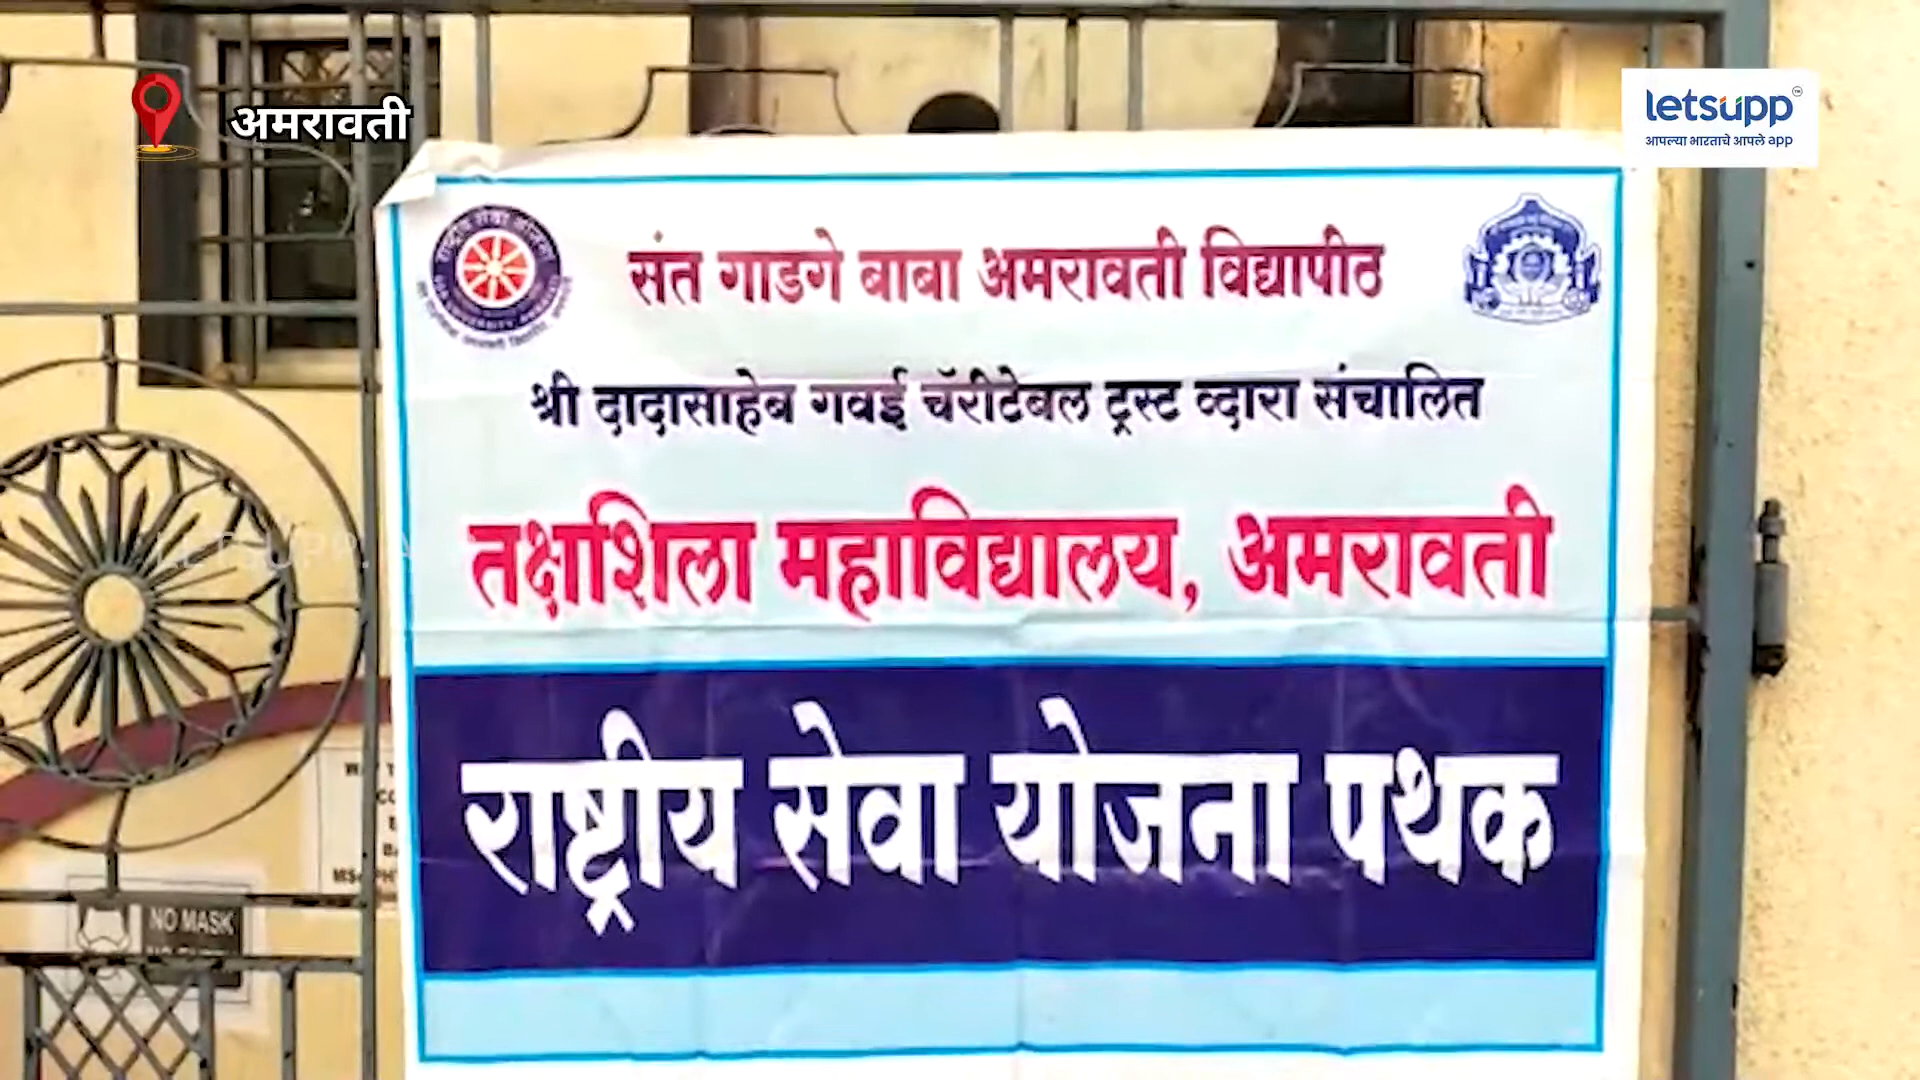 अमरावती
letsupp
आपल्या भारताचे आपले app
संत गाडगे बाबा अमरावती विद्यापीठ
श्री दादासाहेब गवई चॅरीटेबल ट्रस्ट व्दारा संचालित
तक्षशिला महाविद्यालय, अमरावती
राष्ट्रीय सेवा योजना पथक
NO MASK